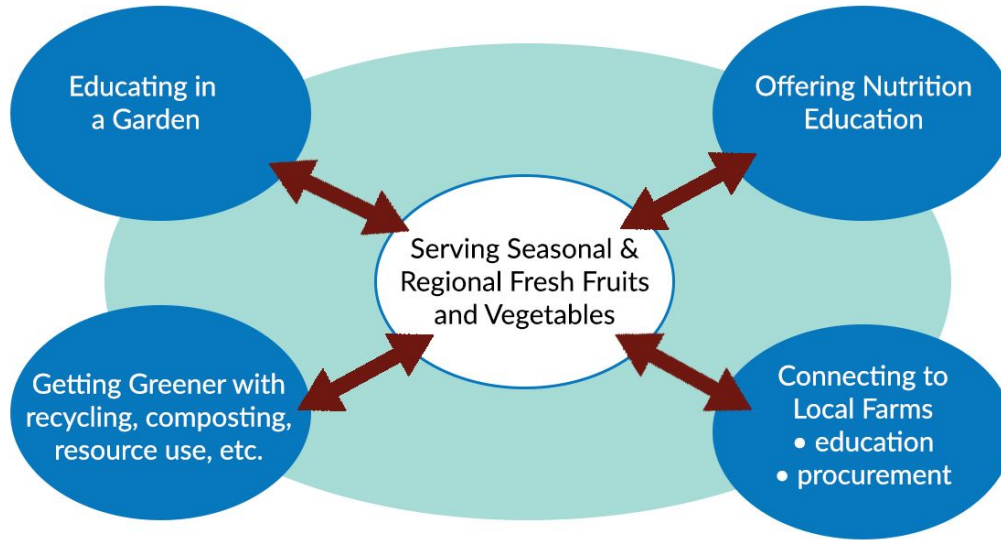 Educating in
a Garden
Offering Nutrition
Education
Serving Seasonal &
Regional Fresh Fruits
and Vegetables
Getting Greener with
recycling, composting,
resource use, etc.
Connecting to
Local Farms
• education
• procurement